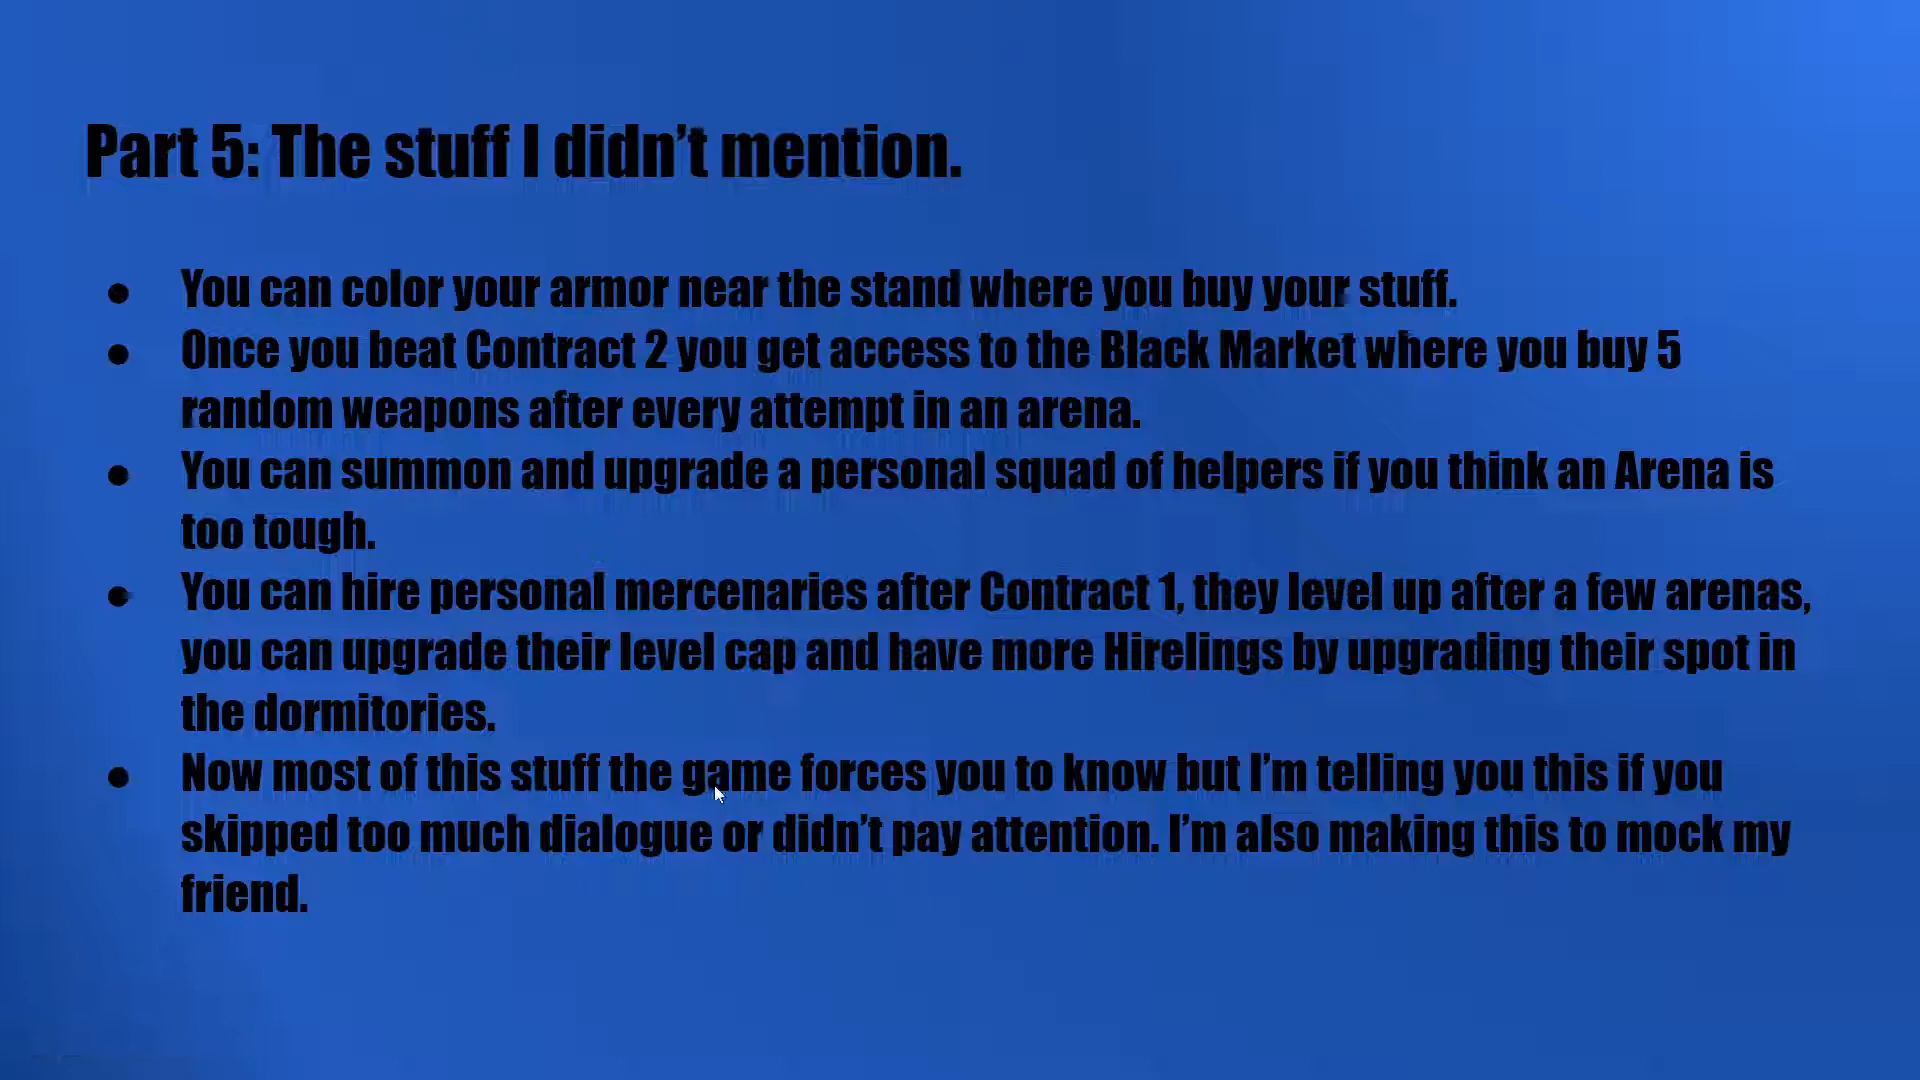 Part 5: The stuff I didn’t mention.
● You can color your armor near the stand where you buy your stuff.
● Once you beat Contract 2 you get access to the Black Market where you buy 5
random weapons after every attempt in an arena.
● You can summon and upgrade a personal squad of helpers if you think an Arena is
too tough.
● You can hire personal mercenaries after Contract 1, they level up after a few arenas,
you can upgrade their level cap and have more Hirelings by upgrading their spot in
the dormitories.
● Now most of this stuff the game forces you to know but I’m telling you this if you
skipped too much dialogue or didn’t pay attention. I’m also making this to mock my
friend.